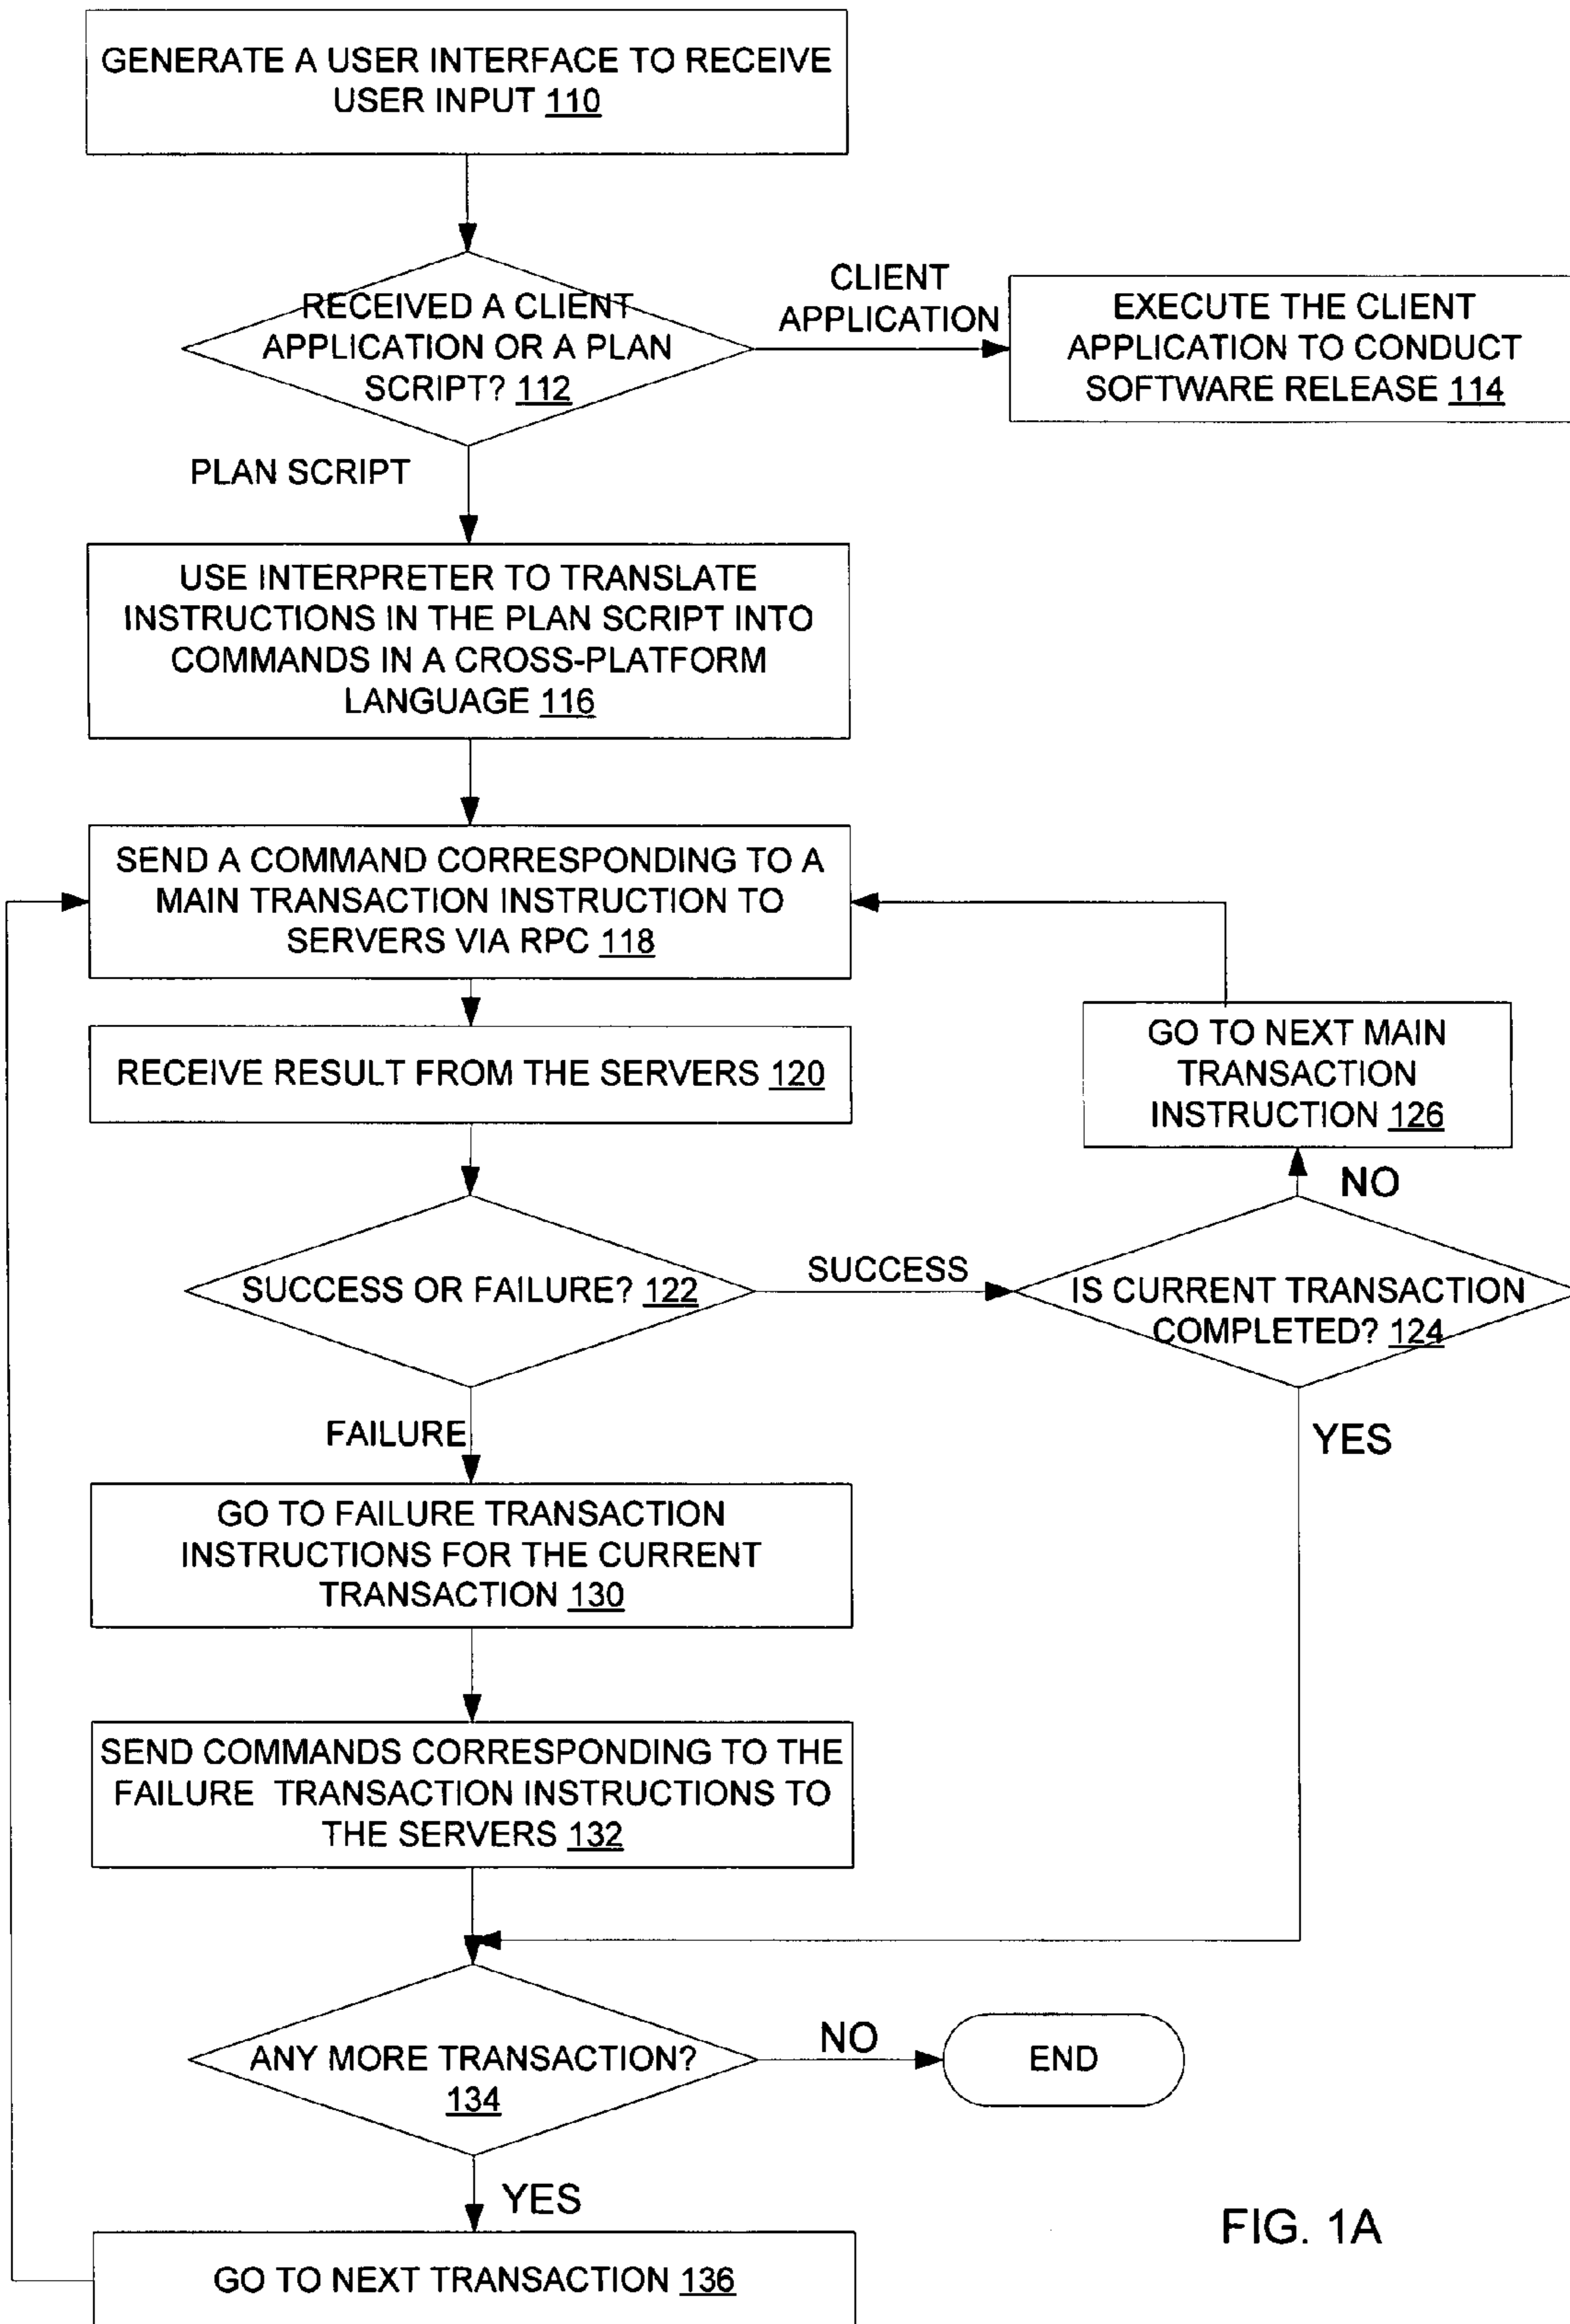 GENERATE A USER INTERFACE TO RECEIVE
USER INPUT 110
RECEIVED A CLIENT
APPLICATION OR A PLAN
SCRIPT? 112
CLIENT
APPLICATION
EXECUTE THE CLIENT
APPLICATION TO CONDUCT
SOFTWARE RELEASE 114
PLAN SCRIPT
USE INTERPRETER TO TRANSLATE
INSTRUCTIONS IN THE PLAN SCRIPT INTO
COMMANDS IN A CROSS-PLATFORM
LANGUAGE 116
SEND A COMMAND CORRESPONDING TO A
MAIN TRANSACTION INSTRUCTION TO
SERVERS VIA RPC 118
RECEIVE RESULT FROM THE SERVERS 120
GO TO NEXT MAIN
TRANSACTION
INSTRUCTION 126
NO
SUCCESS OR FAILURE? 122
SUCCESS
IS CURRENT TRANSACTION
COMPLETED? 124
FAILURE
YES
GO TO FAILURE TRANSACTION
INSTRUCTIONS FOR THE CURRENT
TRANSACTION 130
SEND COMMANDS CORRESPONDING TO THE
FAILURE TRANSACTION INSTRUCTIONS TO
THE SERVERS 132
ANY MORE TRANSACTION?
134
NO
END
YES
GO TO NEXT TRANSACTION 136
FIG. 1A